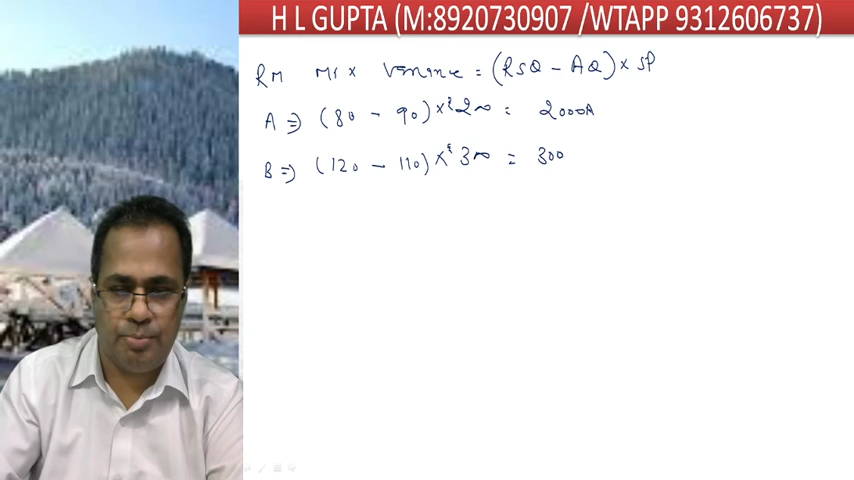 H L GUPTA (M:8920730907 /WTAPP 9312606737)
RM Mix Variance = (RSQ - AQ) × SP
A ⇒ (80 - 90) × ₹ 200 = 2000A
B ⇒ (120 - 110) × ₹ 300 = 300